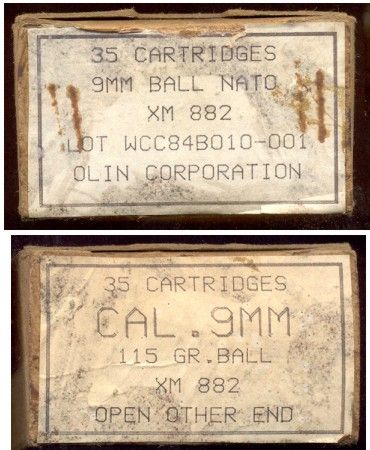 35 CARTRIDGES
9MM BALL NATO
XM 882
LOT WCC84B010-001
OLIN CORPORATION
35 CARTRIDGES
CAL.9MM
115 GR.BALL
XM 882
OPEN OTHER END